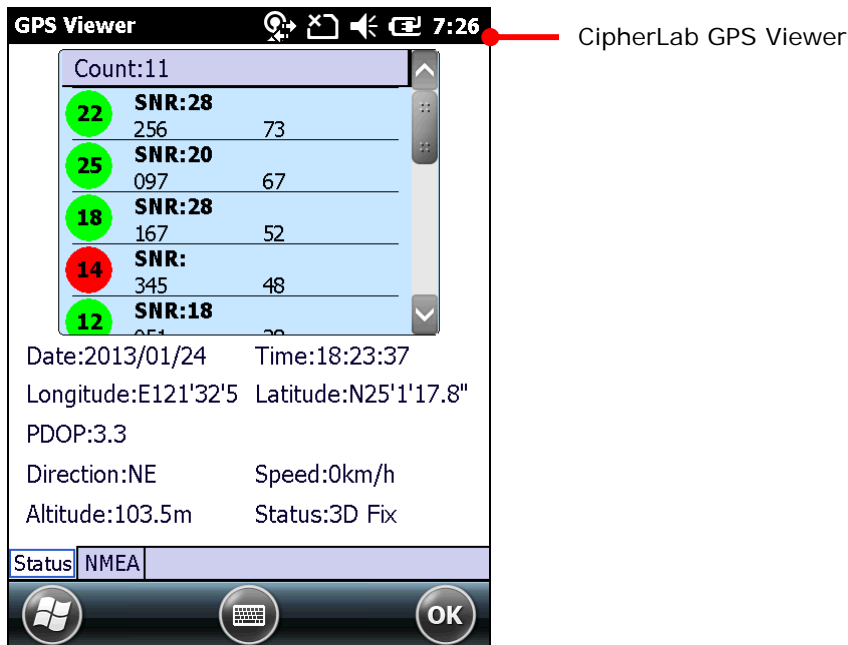 GPS Viewer 7:26
CipherLab GPS Viewer
Count:11
22 SNR:28
256 73
25 SNR:20
097 67
18 SNR:28
167 52
14 SNR:
345 48
12 SNR:18
Date:2013/01/24 Time:18:23:37
Longitude:E121'32'5 Latitude:N25'1'17.8"
PDOP:3.3
Direction:NE Speed:0km/h
Altitude:103.5m Status:3D Fix
Status NMEA
OK